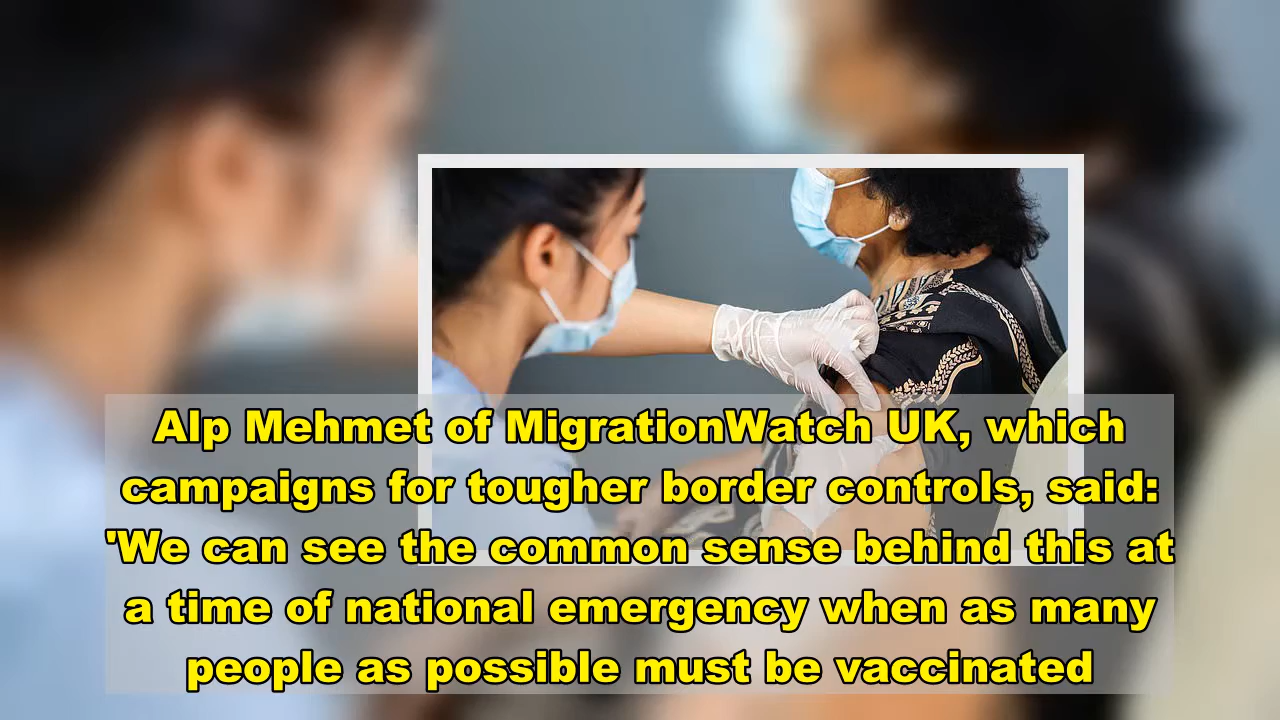 Alp Mehmet of MigrationWatch UK, which
campaigns for tougher border controls, said:
'We can see the common sense behind this at
a time of national emergency when as many
people as possible must be vaccinated